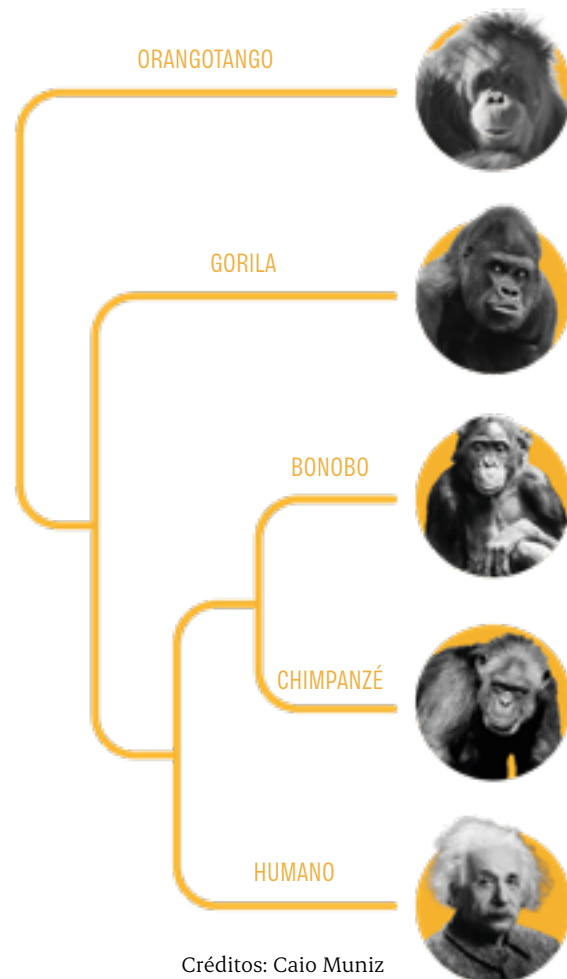 ORANGOTANGO
GORILA
BONOBO
CHIMPANZÉ
HUMANO
Créditos: Caio Muniz